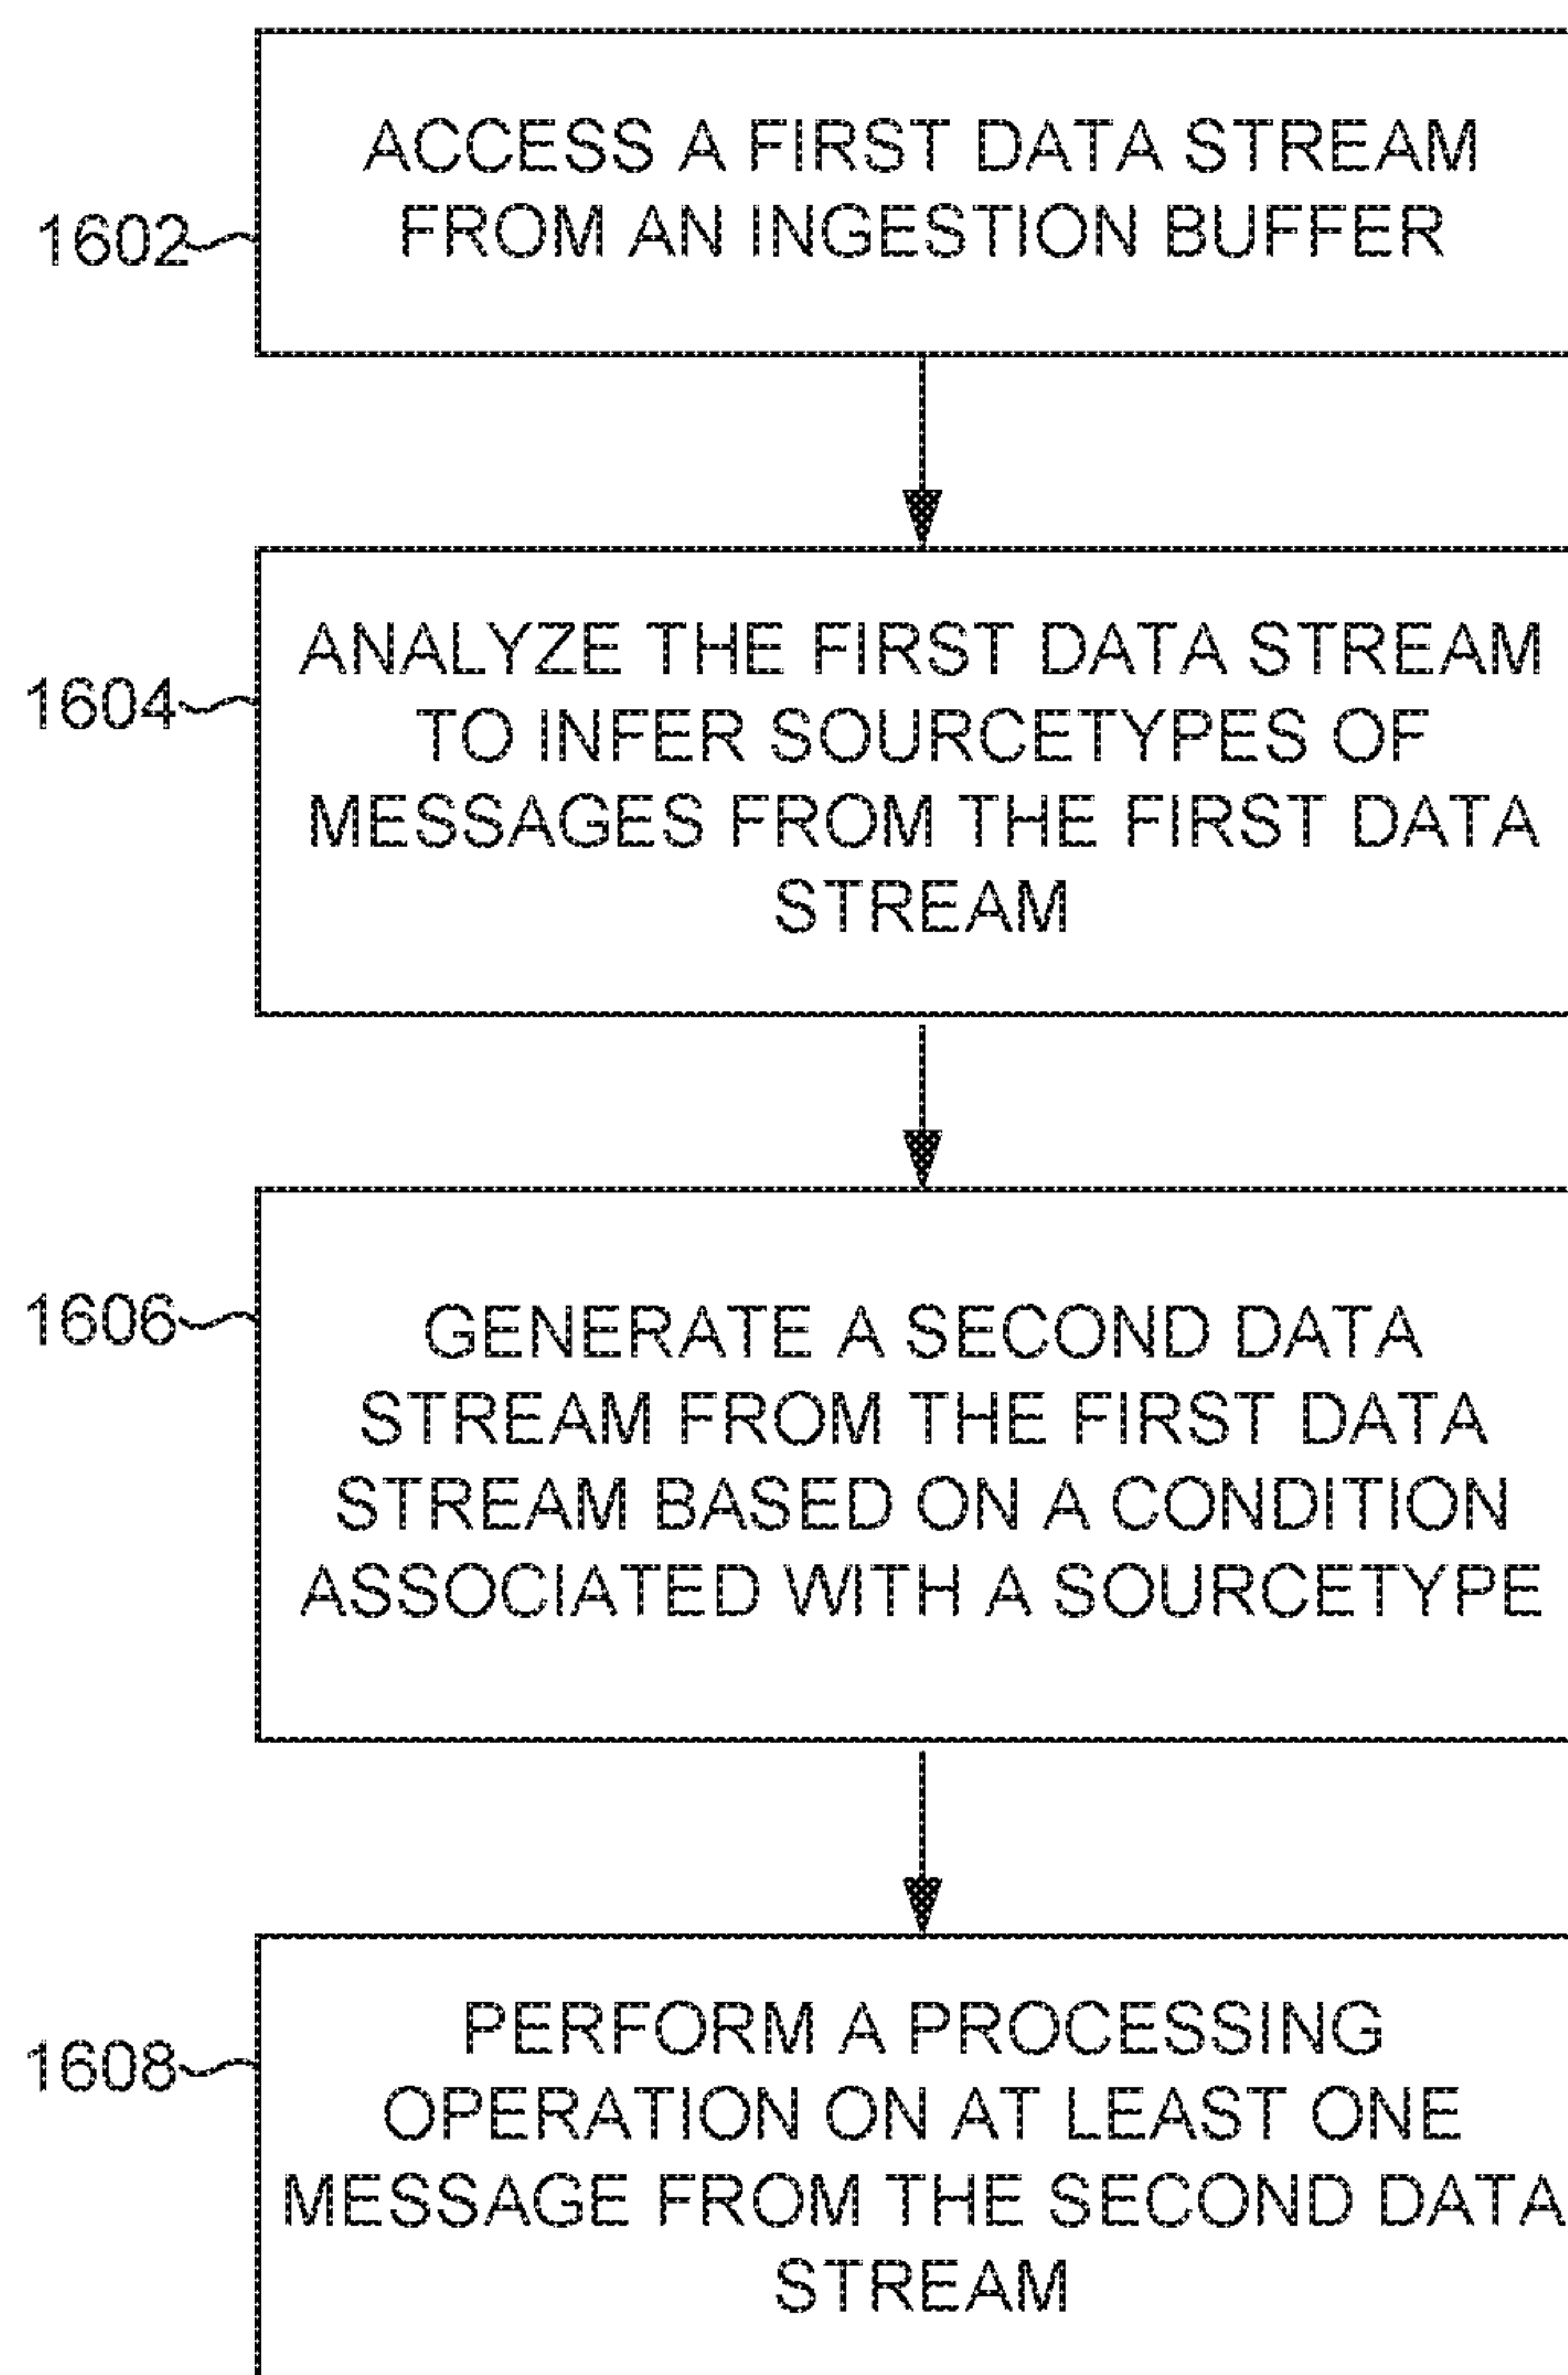 ACCESS A FIRST DATA STREAM
FROM AN INGESTION BUFFER
1602
ANALYZE THE FIRST DATA STREAM
TO INFER SOURCETYPES OF
MESSAGES FROM THE FIRST DATA
STREAM
1604
GENERATE A SECOND DATA
STREAM FROM THE FIRST DATA
STREAM BASED ON A CONDITION
ASSOCIATED WITH A SOURCETYPE
1606
PERFORM A PROCESSING
OPERATION ON AT LEAST ONE
MESSAGE FROM THE SECOND DATA
STREAM
1608